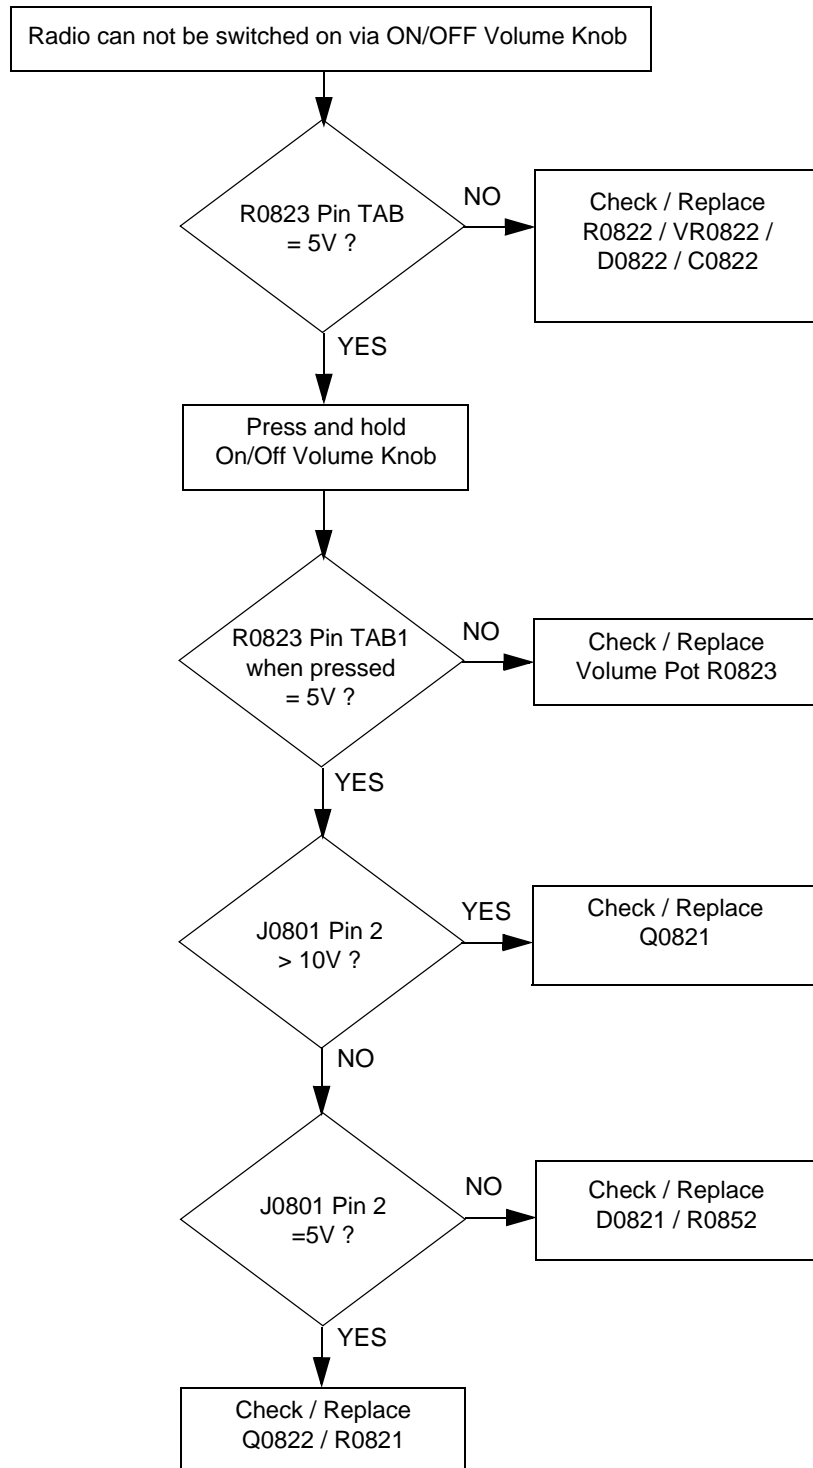 Radio can not be switched on via ON/OFF Volume Knob
R0823 Pin TAB
= 5V ?
NO
Check / Replace
R0822 / VR0822 /
D0822 / C0822
YES
Press and hold
On/Off Volume Knob
R0823 Pin TAB1
when pressed
= 5V ?
NO
Check / Replace
Volume Pot R0823
YES
J0801 Pin 2
> 10V ?
YES
Check / Replace
Q0821
NO
J0801 Pin 2
=5V ?
NO
Check / Replace
D0821 / R0852
YES
Check / Replace
Q0822 / R0821